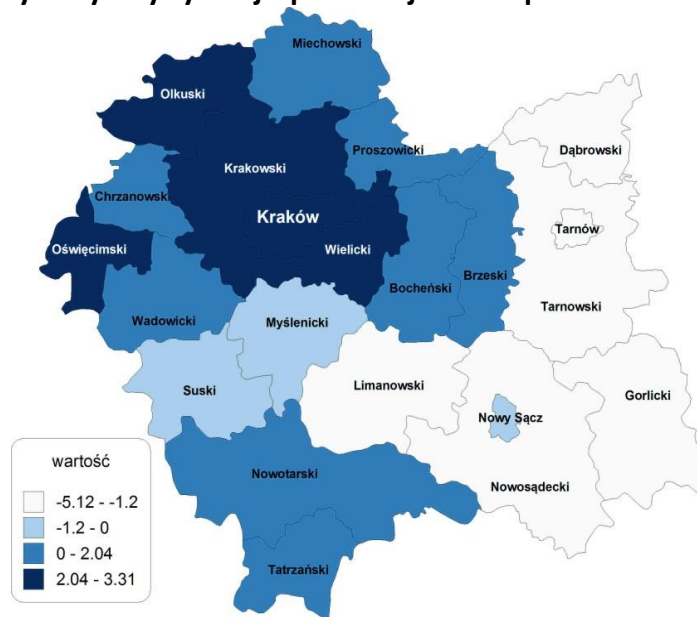 Miechowski
Olkuski
Proszowicki
Dąbrowski
Krakowski
Chrzanowski
Kraków
Tarnów
Oświęcimski
Wielicki
Brzeski
Bocheński
Tarnowski
Wadowicki
Myślenicki
Suski
Limanowski
Gorlicki
Nowy Sącz
Nowotarski
Nowosądecki
Tatrzański
wartość
-5.12 - -1.2
-1.2 - 0
0 - 2.04
2.04 - 3.31